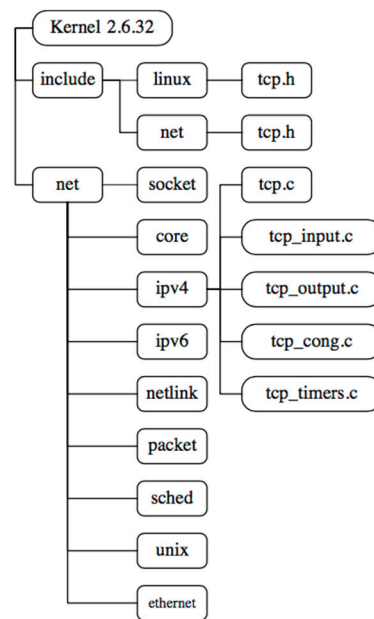 Kernel 2.6.32
include linux tcp.h
net tcp.h
net socket tcp.c
core tcp_input.c
ipv4 tcp_output.c
ipv6 tcp_cong.c
netlink tcp_timers.c
packet
sched
unix
ethernet